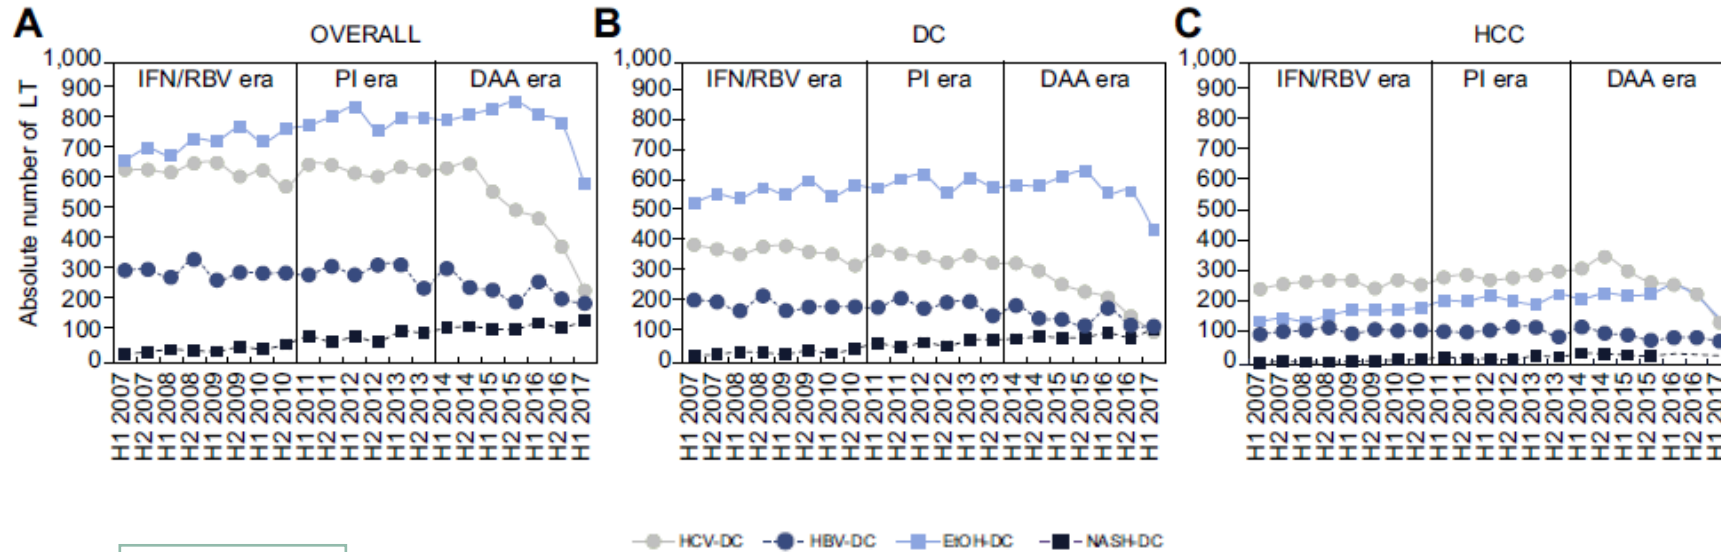 A
OVERALL
B
DC
C
HCC
Absolute number of LT
1,000
900
800
700
600
500
400
300
200
100
0
IFN/RBV era
PI era
DAA era
H1 2007
H2 2007
H1 2008
H2 2008
H1 2009
H2 2009
H1 2010
H2 2010
H1 2011
H2 2011
H1 2012
H2 2012
H1 2013
H2 2013
H1 2014
H2 2014
H1 2015
H2 2015
H1 2016
H2 2016
H1 2017
1,000
900
800
700
600
500
400
300
200
100
0
IFN/RBV era
PI era
DAA era
H1 2007
H2 2007
H1 2008
H2 2008
H1 2009
H2 2009
H1 2010
H2 2010
H1 2011
H2 2011
H1 2012
H2 2012
H1 2013
H2 2013
H1 2014
H2 2014
H1 2015
H2 2015
H1 2016
H2 2016
H1 2017
1,000
900
800
700
600
500
400
300
200
100
0
IFN/RBV era
PI era
DAA era
H1 2007
H2 2007
H1 2008
H2 2008
H1 2009
H2 2009
H1 2010
H2 2010
H1 2011
H2 2011
H1 2012
H2 2012
H1 2013
H2 2013
H1 2014
H2 2014
H1 2015
H2 2015
H1 2016
H2 2016
H1 2017
HCV-DC
HBV-DC
EtOH-DC
NASH-DC